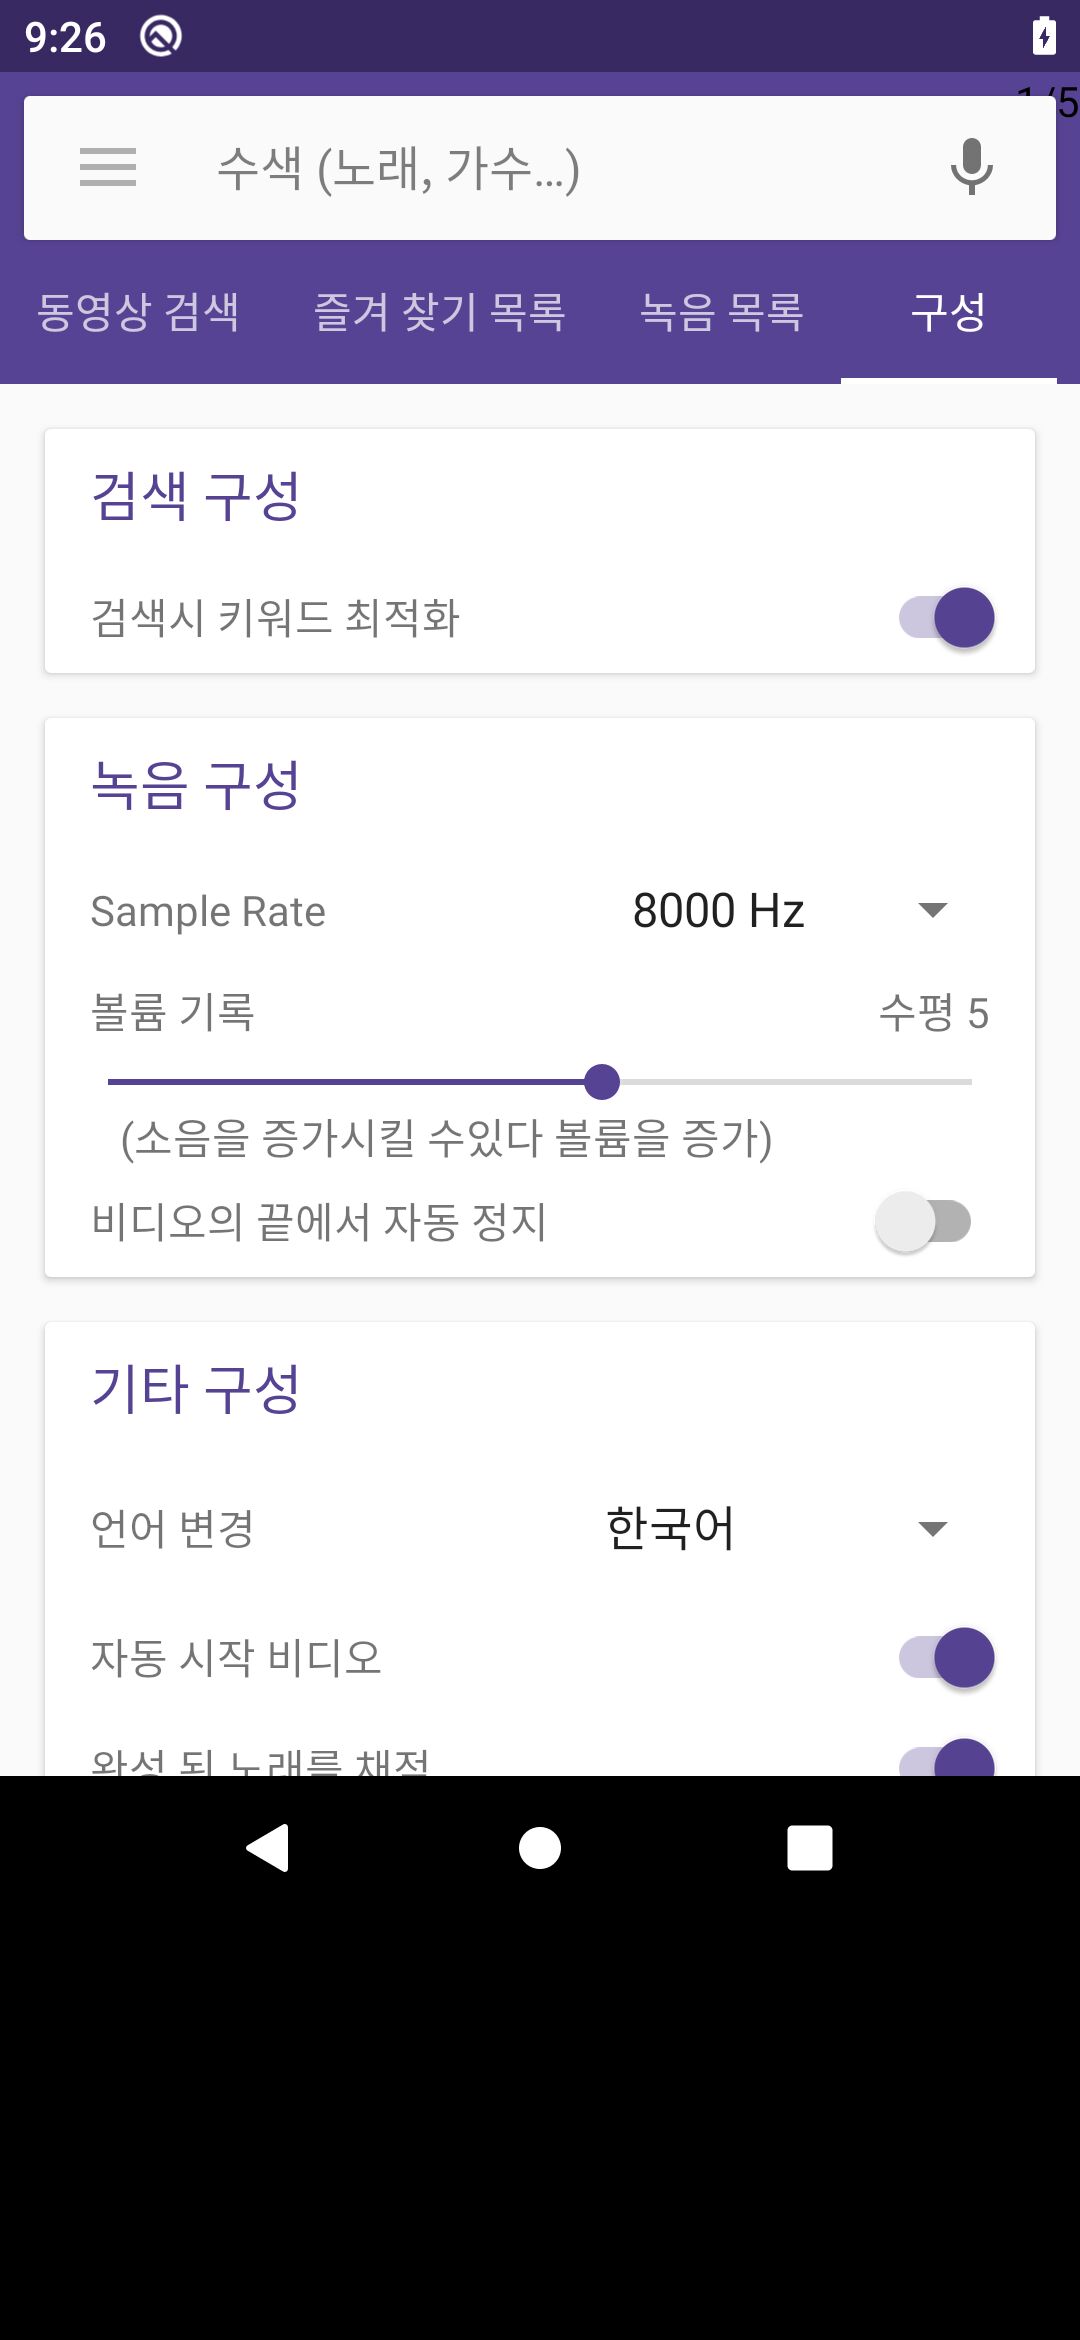 9:26
1/5
수색 (노래, 가수...)
동영상 검색 즐겨 찾기 목록 녹음 목록 구성
검색 구성
검색시 키워드 최적화
녹음 구성
Sample Rate 8000 Hz
볼륨 기록 수평 5
(소음을 증가시킬 수있다 볼륨을 증가)
비디오의 끝에서 자동 정지
기타 구성
언어 변경 한국어
자동 시작 비디오
완성 된 노래를 채점